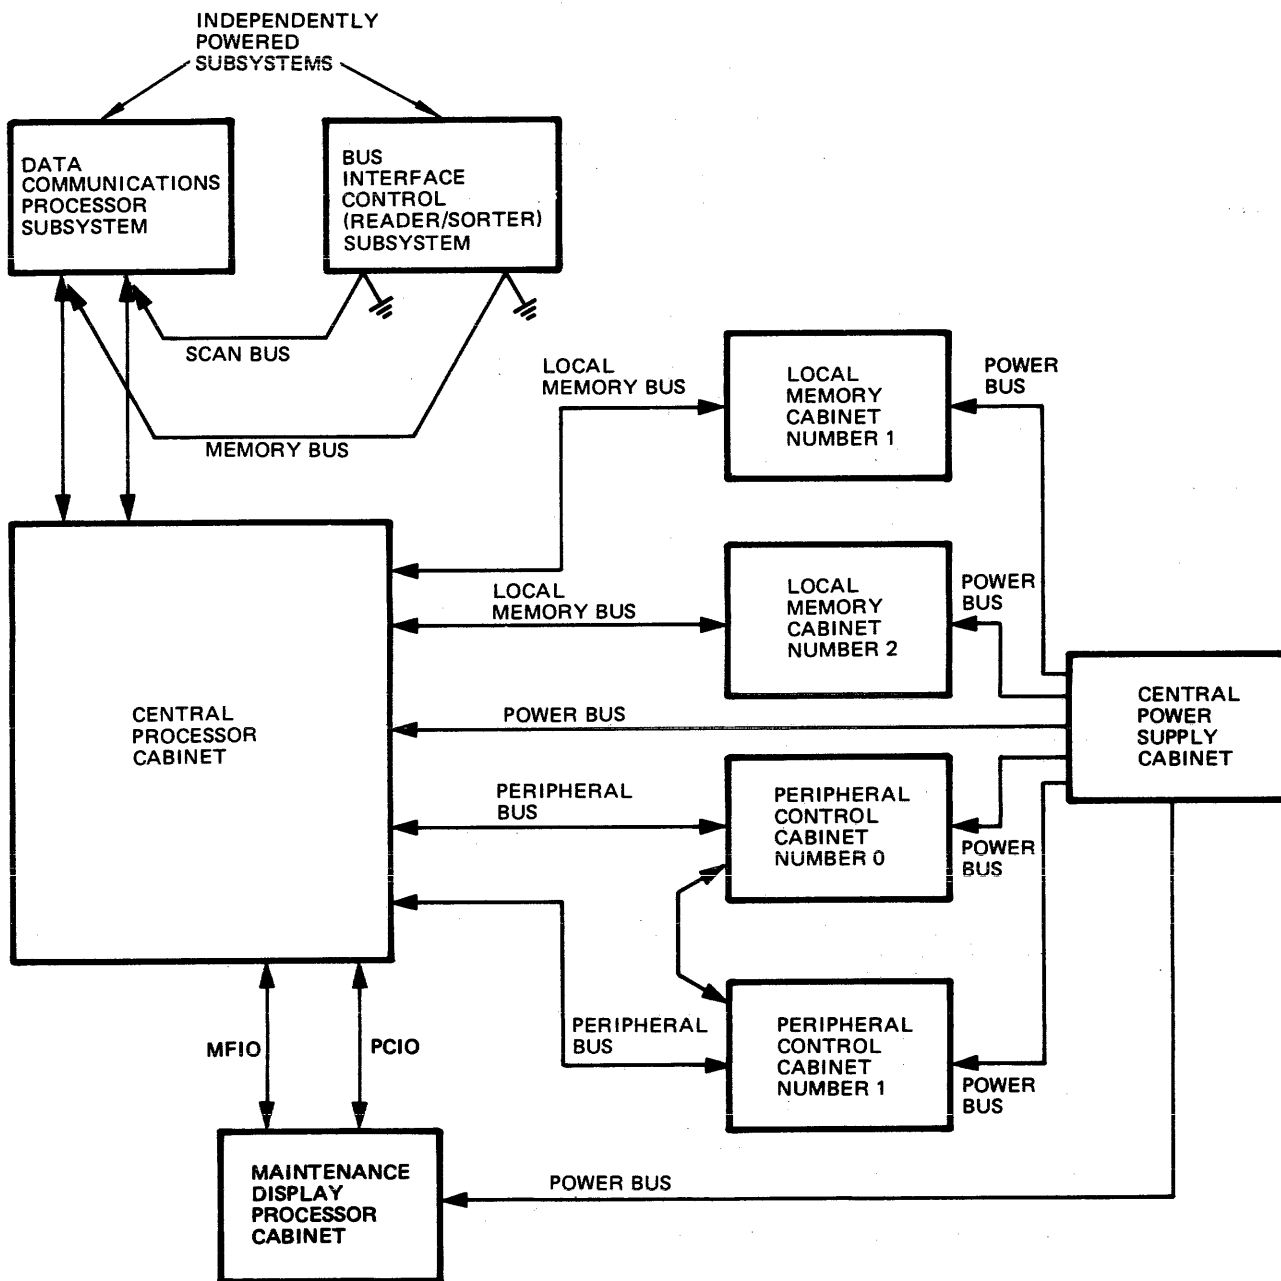 INDEPENDENTLY
POWERED
SUBSYSTEMS
DATA
COMMUNICATIONS
PROCESSOR
SUBSYSTEM
BUS
INTERFACE
CONTROL
(READER/SORTER)
SUBSYSTEM
SCAN BUS
MEMORY BUS
LOCAL
MEMORY BUS
LOCAL
MEMORY
CABINET
NUMBER 1
POWER
BUS
LOCAL
MEMORY BUS
LOCAL
MEMORY
CABINET
NUMBER 2
POWER
BUS
CENTRAL
PROCESSOR
CABINET
POWER BUS
CENTRAL
POWER
SUPPLY
CABINET
PERIPHERAL
BUS
PERIPHERAL
CONTROL
CABINET
NUMBER 0
POWER
BUS
PERIPHERAL
BUS
PERIPHERAL
CONTROL
CABINET
NUMBER 1
POWER
BUS
MFIO
PCIO
MAINTENANCE
DISPLAY
PROCESSOR
CABINET
POWER BUS